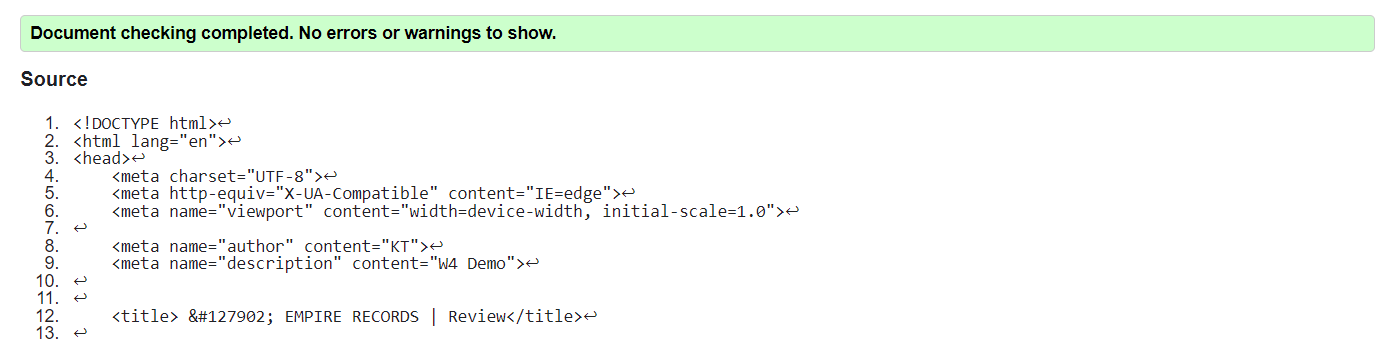 Document checking completed. No errors or warnings to show.
Source
1. <!DOCTYPE html>↩
2. <html lang="en">↩
3. <head>↩
4.     <meta charset="UTF-8">↩
5.     <meta http-equiv="X-UA-Compatible" content="IE=edge">↩
6.     <meta name="viewport" content="width=device-width, initial-scale=1.0">↩
7. ↩
8.     <meta name="author" content="KT">↩
9.     <meta name="description" content="W4 Demo">↩
10. ↩
11. ↩
12.     <title> &#127902; EMPIRE RECORDS | Review</title>↩
13. ↩